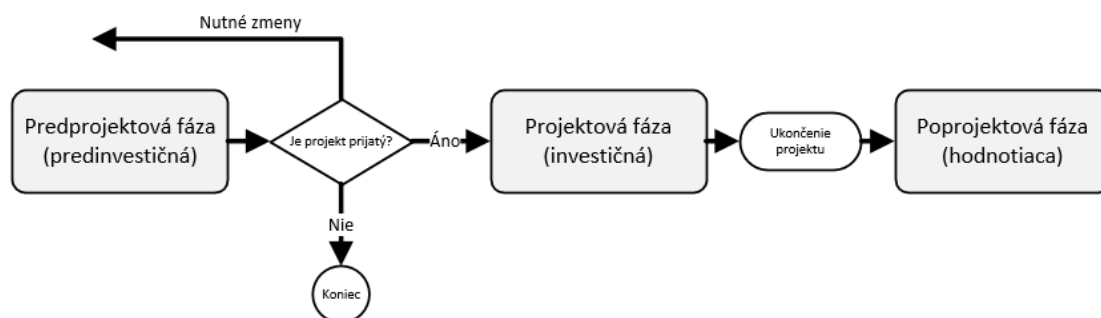 Nutné zmeny
Predprojektová fáza
(predinvestičná)
Je projekt prijatý?
Áno
Projektová fáza
(investičná)
Ukončenie
projektu
Poprojektová fáza
(hodnotiaca)
Nie
Koniec